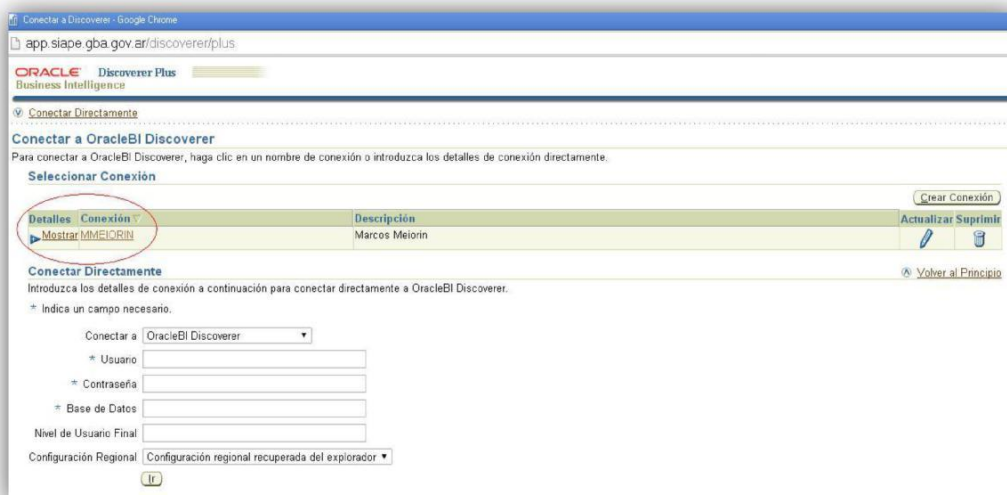 Conectar a Discoverer - Google Chrome
app.siape.gba.gov.ar/discoverer/plus
ORACLE Discoverer Plus
Business Intelligence
Conectar Directamente
Conectar a OracleBI Discoverer
Para conectar a OracleBI Discoverer, haga clic en un nombre de conexión o introduzca los detalles de conexión directamente.
Seleccionar Conexión
Crear Conexión
Detalles Conexión Descripción Actualizar Suprimir
Mostrar MMEIORIN Marcos Meiorin
Conectar Directamente
Volver al Principio
Introduzca los detalles de conexión a continuación para conectar directamente a OracleBI Discoverer.
* Indica un campo necesario.
Conectar a OracleBI Discoverer
* Usuario
* Contraseña
* Base de Datos
Nivel de Usuario Final
Configuración Regional Configuración regional recuperada del explorador
Ir